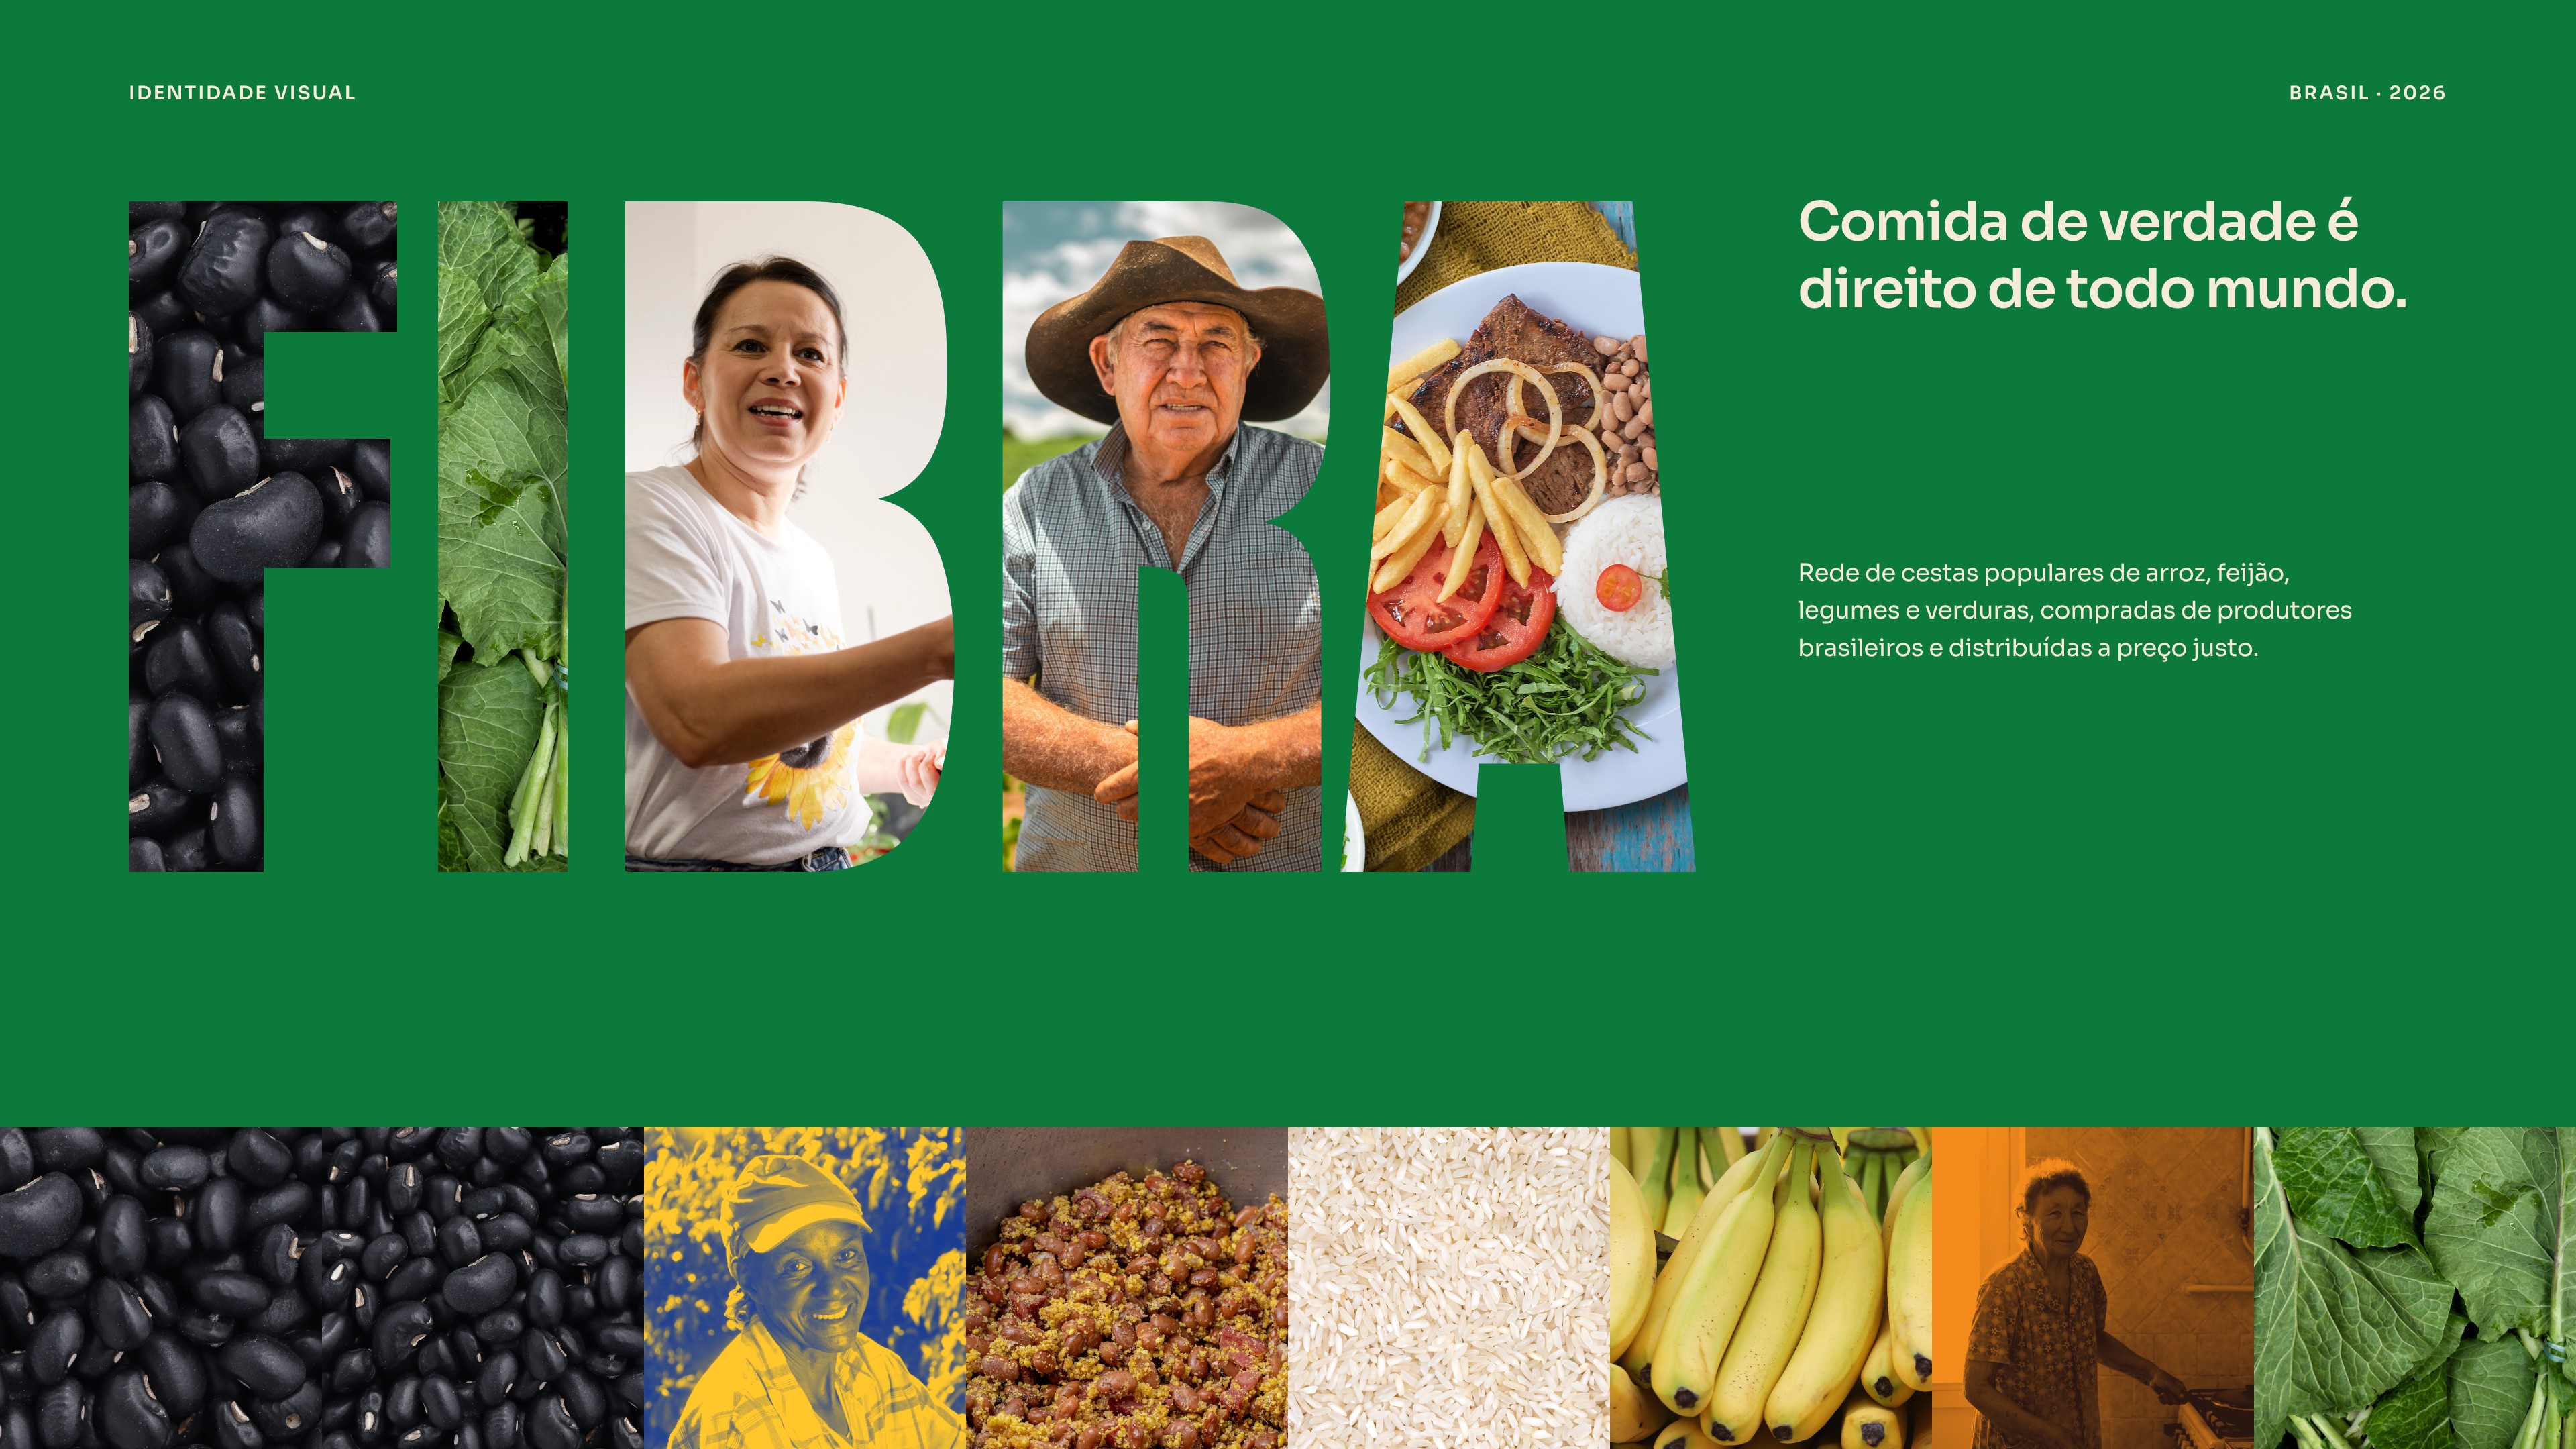 IDENTIDADE VISUAL
BRASIL · 2026
FIBRA
Comida de verdade é
direito de todo mundo.
Rede de cestas populares de arroz, feijão,
legumes e verduras, compradas de produtores
brasileiros e distribuídas a preço justo.